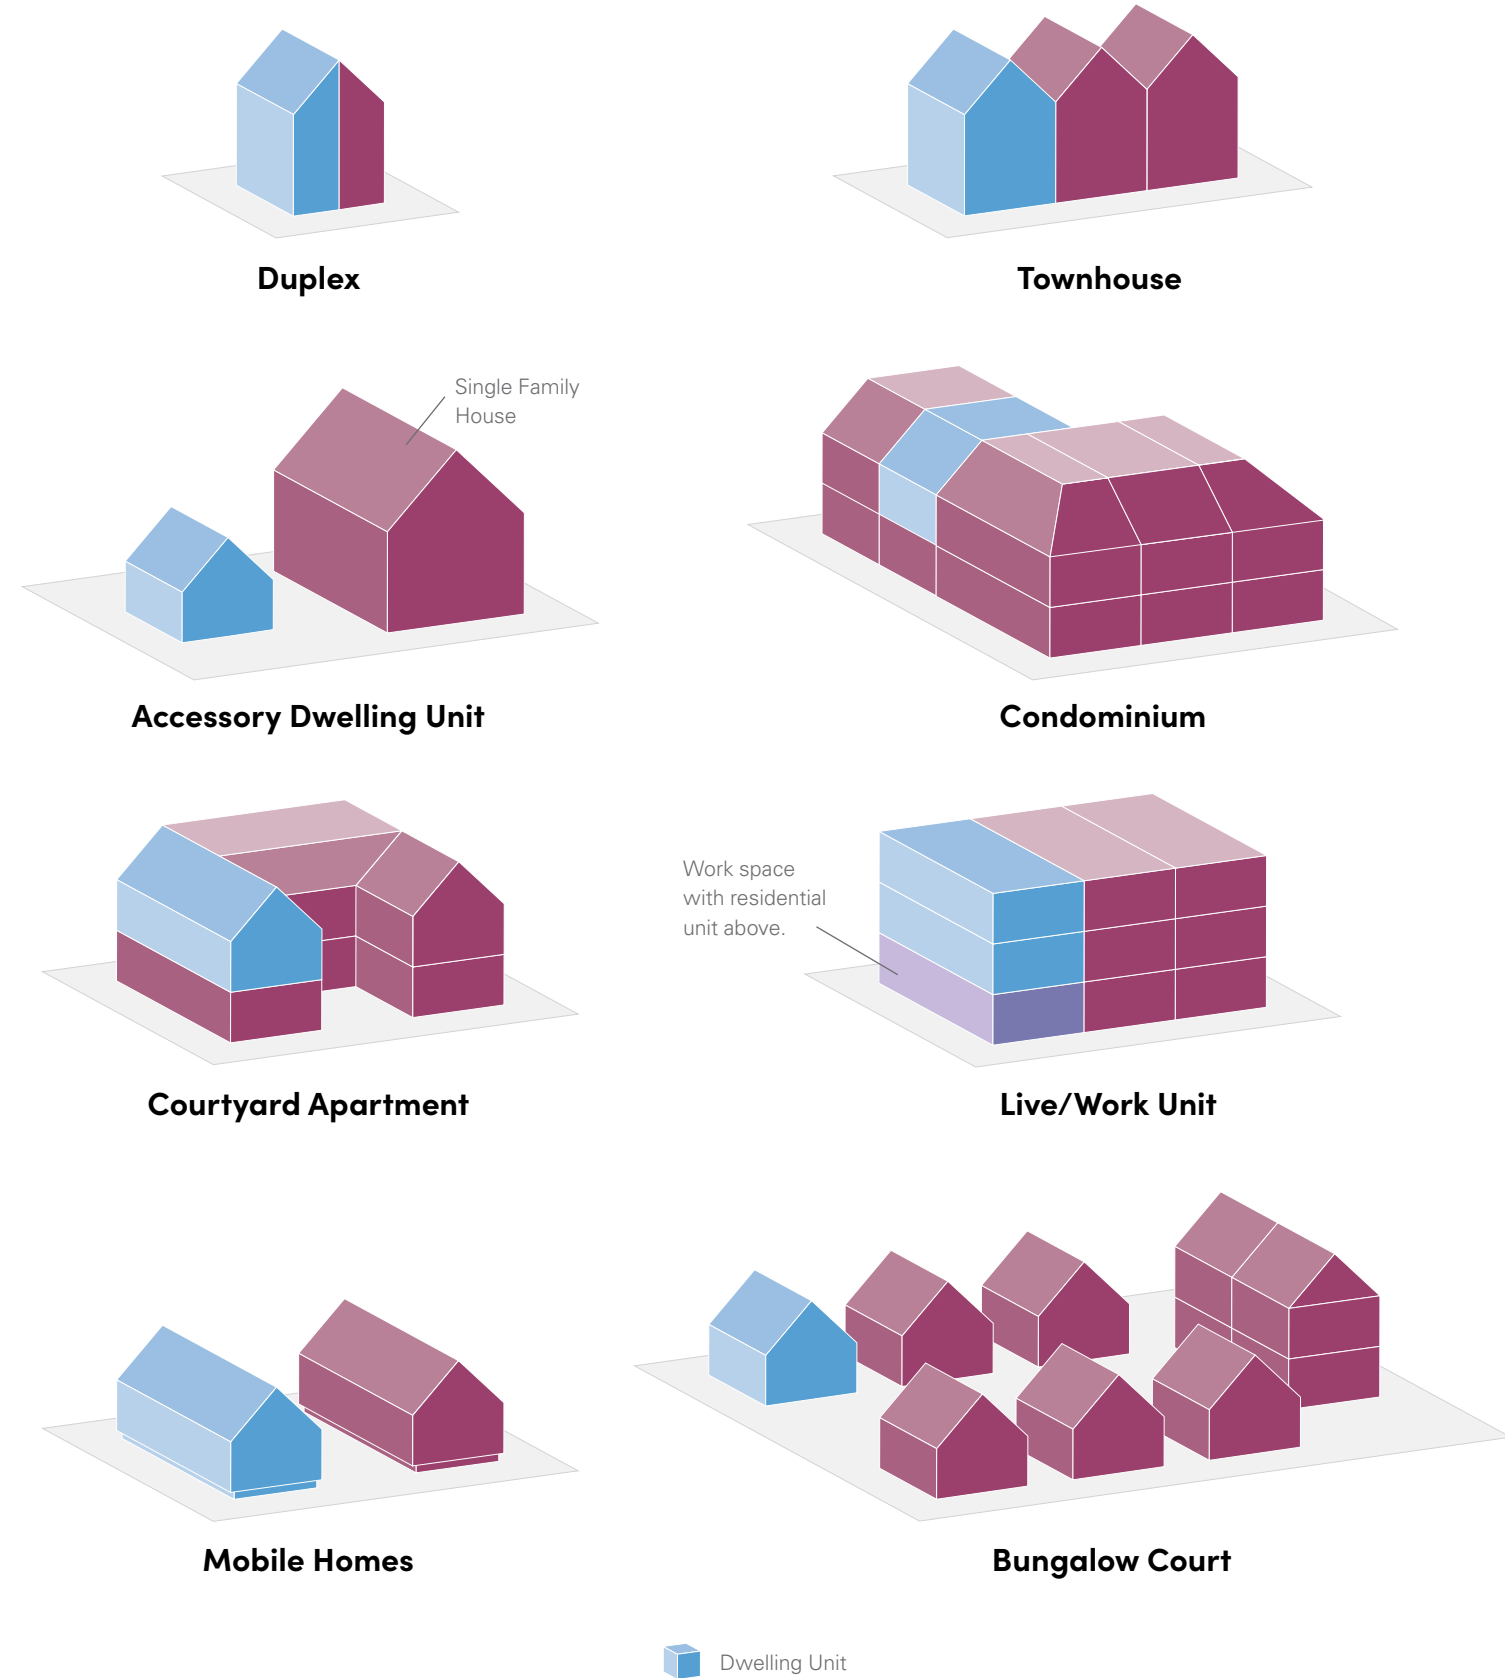 Duplex
Townhouse
Single Family
House
Accessory Dwelling Unit
Condominium
Work space
with residential
unit above.
Courtyard Apartment
Live/Work Unit
Mobile Homes
Bungalow Court
Dwelling Unit